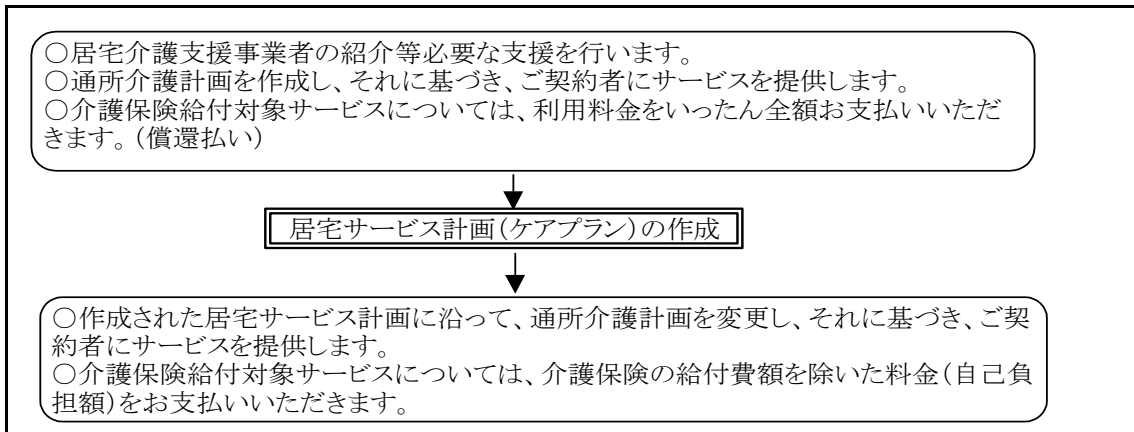 ○居宅介護支援事業者の紹介等必要な支援を行います。
○通所介護計画を作成し、それに基づき、ご契約者にサービスを提供します。
○介護保険給付対象サービスについては、利用料金をいったん全額お支払いいただ
きます。（償還払い）
居宅サービス計画（ケアプラン）の作成
○作成された居宅サービス計画に沿って、通所介護計画を変更し、それに基づき、ご契
約者にサービスを提供します。
○介護保険給付対象サービスについては、介護保険の給付費額を除いた料金（自己負
担額）をお支払いいただきます。